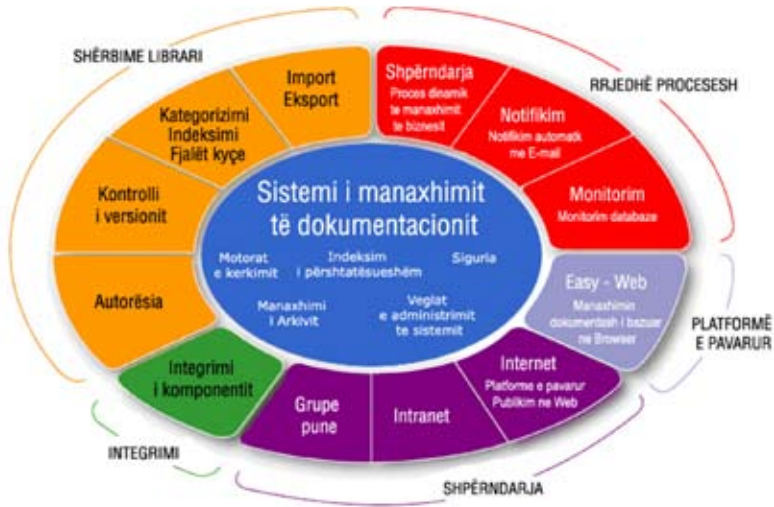 SHËRBIME LIBRARI
RRJEDHË PROCESESH
Import
Eksport
Shpërndarja
Proces dinamik
te manaxhimit
te biznesit
Kategorizimi
Indeksimi
Fjalët kyçe
Notifikim
Notifikim automatk
me E-mail
Kontrolli
i versionit
Monitorim
Monitorim databaze
Sistemi i manaxhimit
të dokumentacionit
Motorat
e kerkimit
Indeksim
i përshtatësueshëm
Siguria
Manaxhimi
I Arkivit
Veglat
e administrimit
te sistemit
Autorësia
Easy - Web
Manaxhimin
dokumentash i bazuar
ne Browser
PLATFORMË
E PAVARUR
Integrimi
i komponentit
Grupe
pune
Intranet
Internet
Platforme e pavarur
Publikim ne Web
INTEGRIMI
SHPËRNDARJA